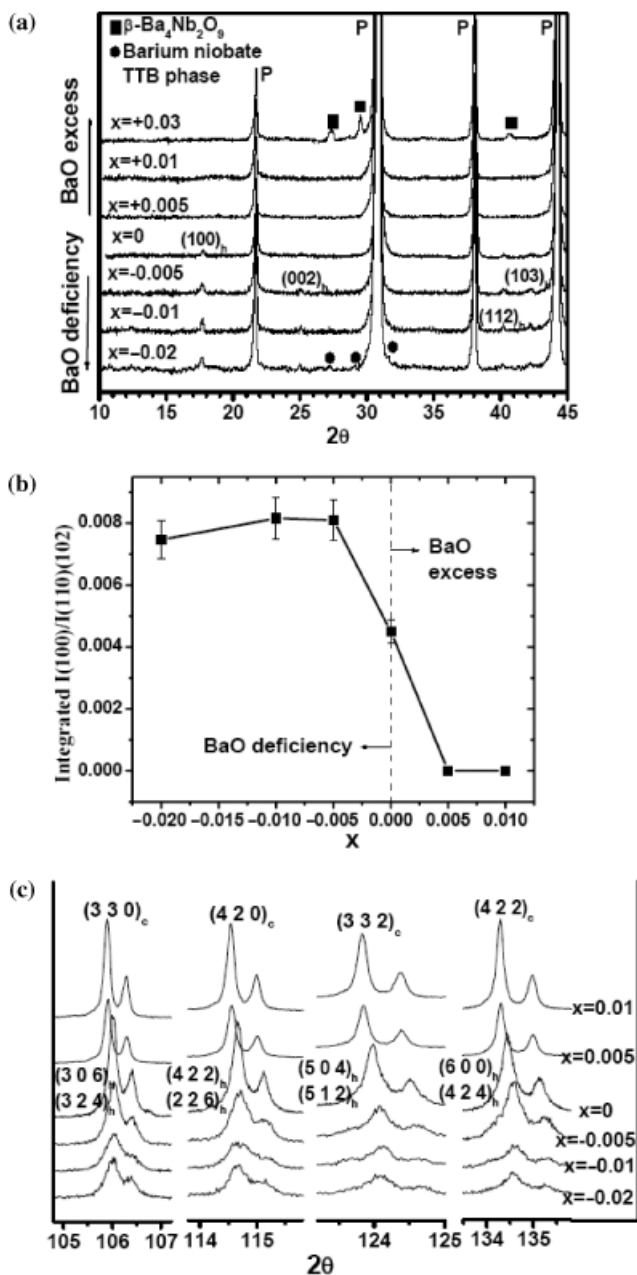 (a)
■ β-Ba₄Nb₂O₉
● Barium niobate
TTB phase
P
P
P
P
BaO excess
BaO deficiency
x=+0.03
x=+0.01
x=+0.005
x=0
(100)h
x=-0.005
(002)h
(103)h
x=-0.01
(112)h
x=-0.02
10 15 20 25 30 35 40 45
2θ
(b)
Integrated I(100)/I(110)(102)
0.008
0.006
0.004
0.002
0.000
BaO
excess
BaO deficiency
−0.020 −0.015 −0.010 −0.005 0.000 0.005 0.010
X
(c)
(3 3 0)c
(4 2 0)c
(3 3 2)c
(4 2 2)c
x=0.01
x=0.005
(3 0 6)h
(3 2 4)h
(4 2 2)h
(2 2 6)h
(5 0 4)h
(5 1 2)h
(6 0 0)h
(4 2 4)h
x=0
x=-0.005
x=-0.01
x=-0.02
105 106 107 114 115 124 125 134 135
2θ